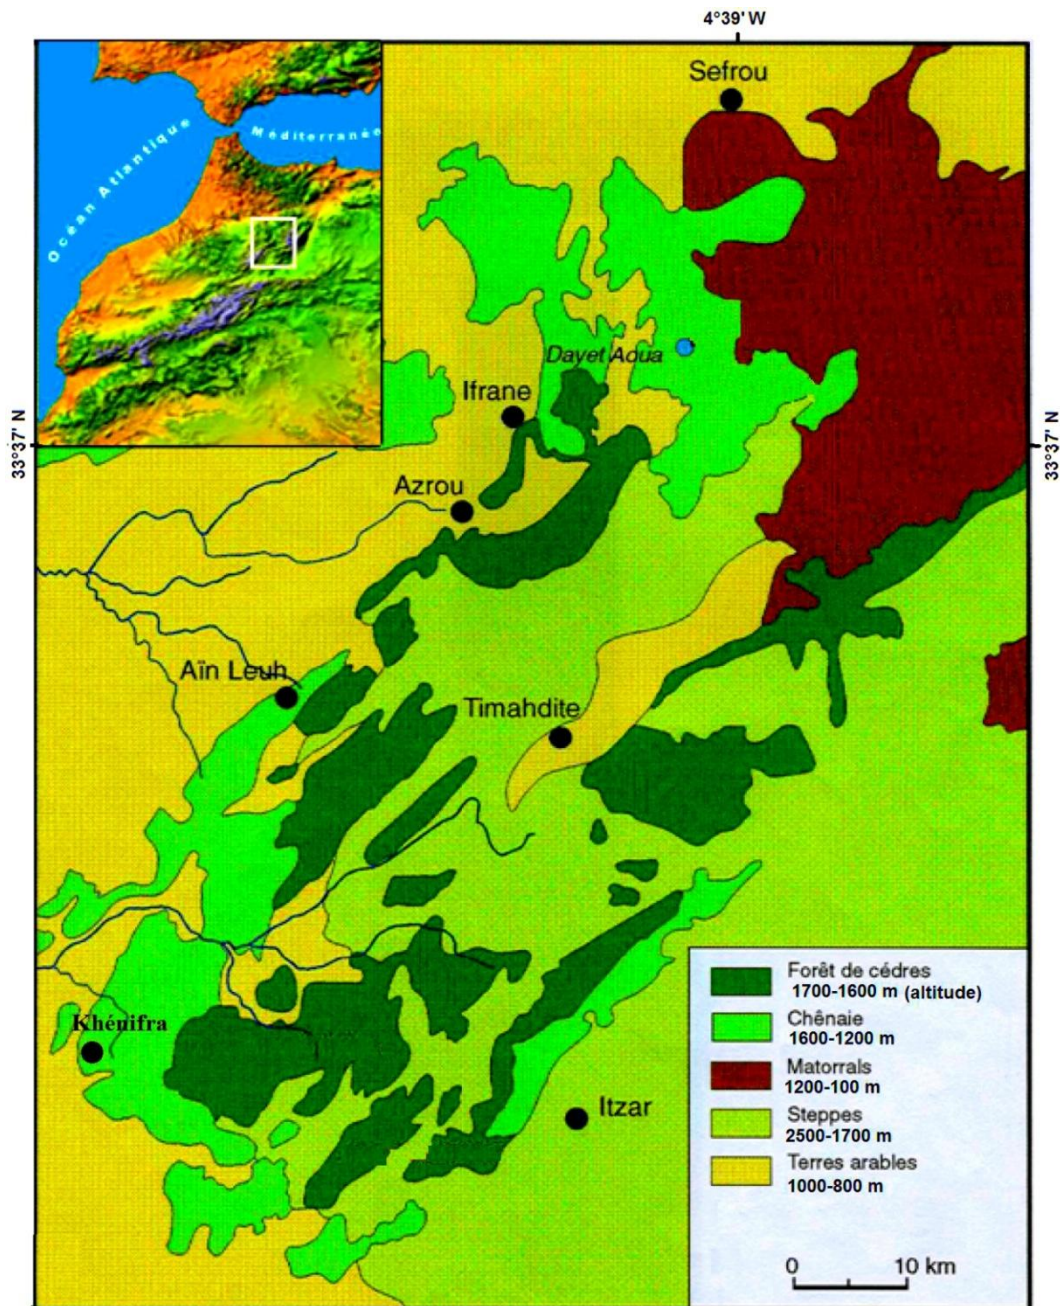 4°39' W
Sefrou
Océan Atlantique
Méditerranée
Dayet Aoua
Ifrane
33°37' N
33°37' N
Azrou
Aïn Leuh
Timahdite
Khénifra
Itzar
Forêt de cédres
1700-1600 m (altitude)
Chênaie
1600-1200 m
Matorrals
1200-100 m
Steppes
2500-1700 m
Terres arables
1000-800 m
0 10 km